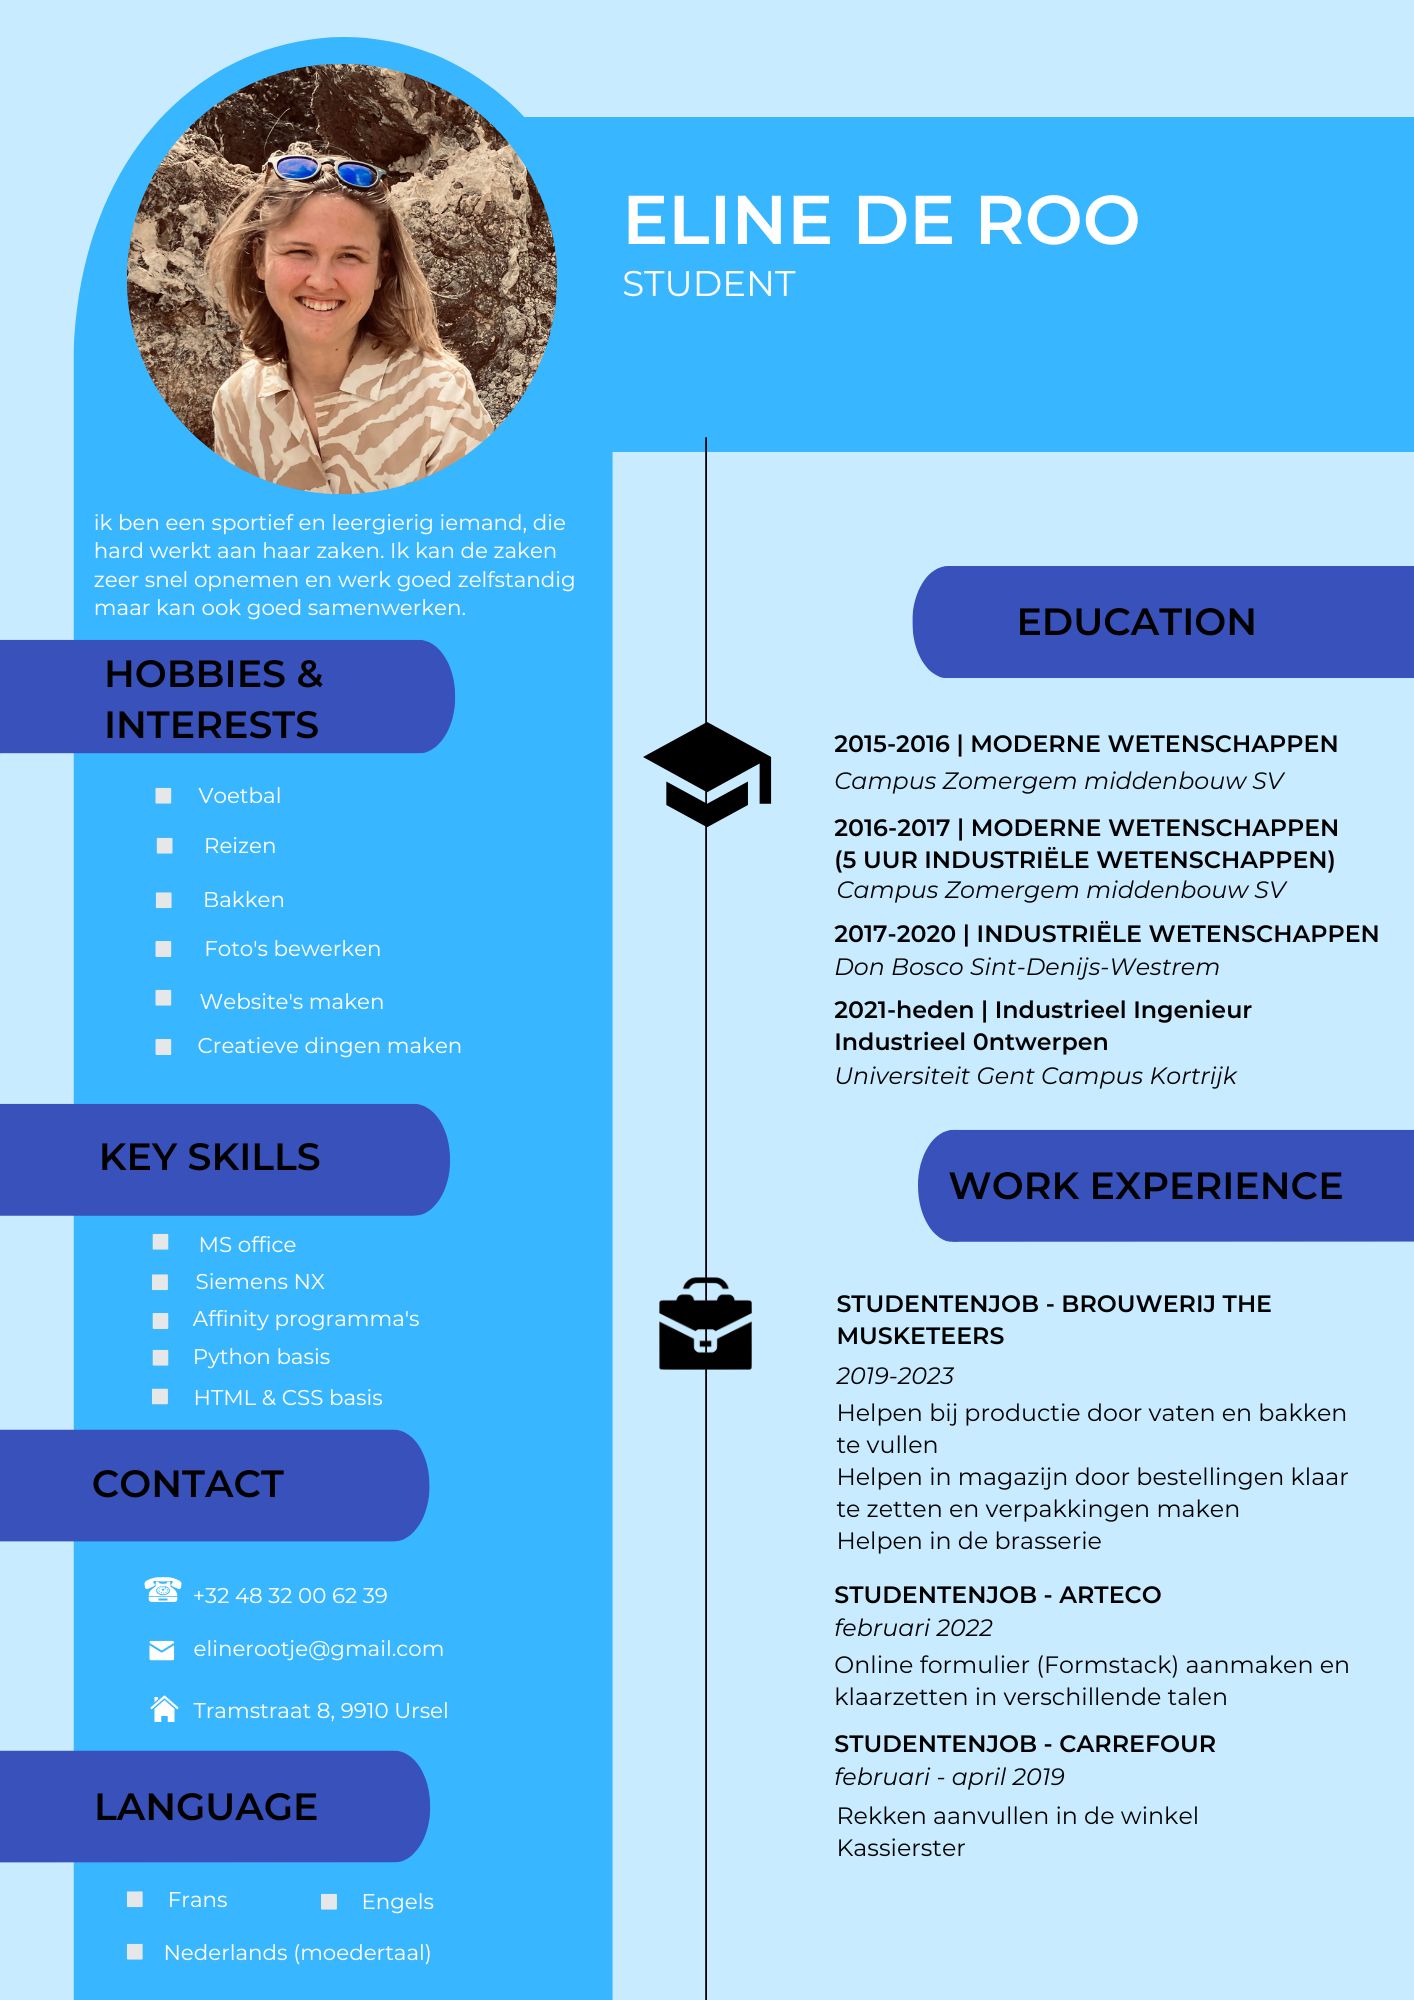 ELINE DE ROO
STUDENT
ik ben een sportief en leergierig iemand, die
hard werkt aan haar zaken. Ik kan de zaken
zeer snel opnemen en werk goed zelfstandig
maar kan ook goed samenwerken.
HOBBIES &
INTERESTS
Voetbal
Reizen
Bakken
Foto's bewerken
Website's maken
Creatieve dingen maken
KEY SKILLS
MS office
Siemens NX
Affinity programma's
Python basis
HTML & CSS basis
CONTACT
+32 48 32 00 62 39
elinerootje@gmail.com
Tramstraat 8, 9910 Ursel
LANGUAGE
Frans
Engels
Nederlands (moedertaal)
EDUCATION
2015-2016 | MODERNE WETENSCHAPPEN
Campus Zomergem middenbouw SV
2016-2017 | MODERNE WETENSCHAPPEN
(5 UUR INDUSTRIËLE WETENSCHAPPEN)
Campus Zomergem middenbouw SV
2017-2020 | INDUSTRIËLE WETENSCHAPPEN
Don Bosco Sint-Denijs-Westrem
2021-heden | Industrieel Ingenieur
Industrieel 0ntwerpen
Universiteit Gent Campus Kortrijk
WORK EXPERIENCE
STUDENTENJOB - BROUWERIJ THE
MUSKETEERS
2019-2023
Helpen bij productie door vaten en bakken
te vullen
Helpen in magazijn door bestellingen klaar
te zetten en verpakkingen maken
Helpen in de brasserie
STUDENTENJOB - ARTECO
februari 2022
Online formulier (Formstack) aanmaken en
klaarzetten in verschillende talen
STUDENTENJOB - CARREFOUR
februari - april 2019
Rekken aanvullen in de winkel
Kassierster